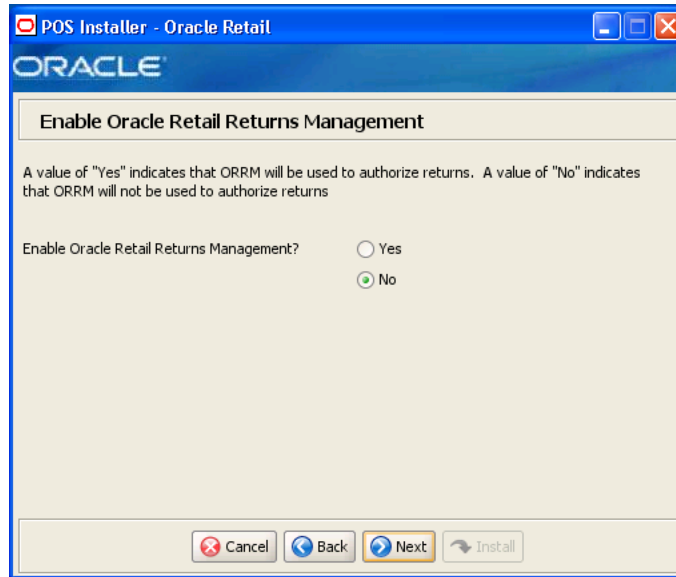 POS Installer - Oracle Retail
ORACLE
Enable Oracle Retail Returns Management
A value of "Yes" indicates that ORRM will be used to authorize returns. A value of "No" indicates
that ORRM will not be used to authorize returns
Enable Oracle Retail Returns Management?
Yes
No
Cancel
Back
Next
Install